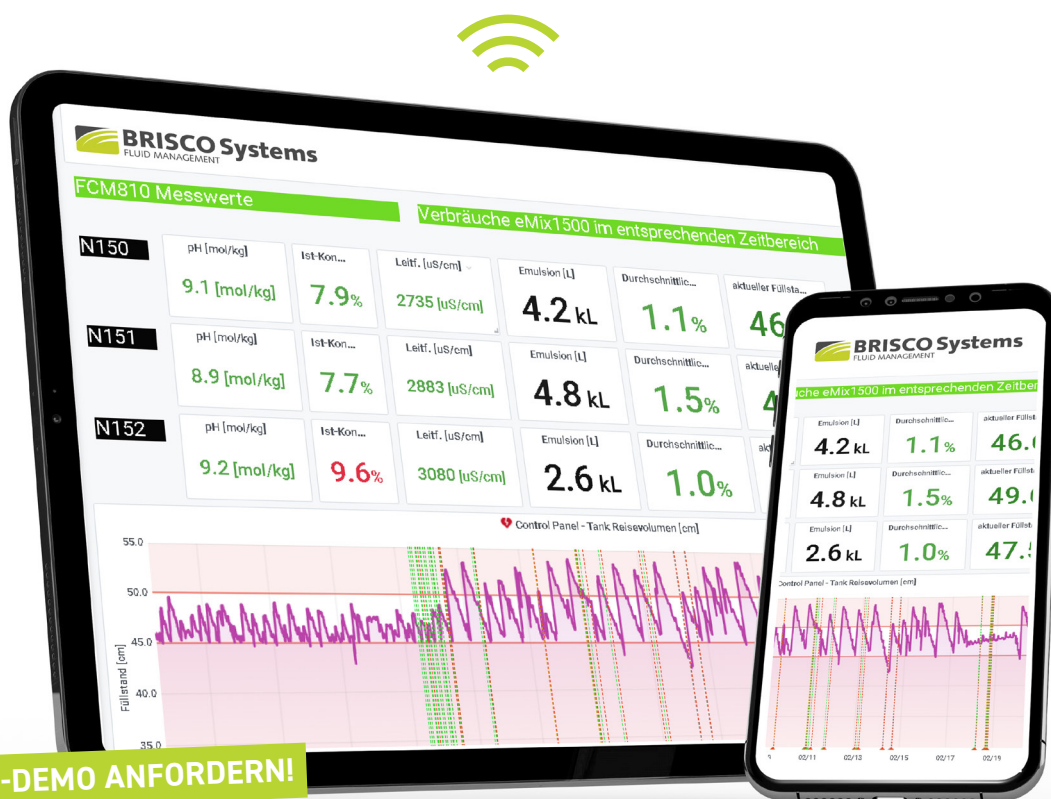 BRISCO Systems
FLUID MANAGEMENT
FCM810 Messwerte
Verbräuche eMix1500 im entsprechenden Zeitbereich
N150
pH [mol/kg]
9.1 [mol/kg]
Ist-Kon...
7.9%
Leitf. [uS/cm]
2735 [uS/cm]
Emulsion [L]
4.2 kL
Durchschnittlic...
1.1%
aktueller Füllsta...
46
N151
pH [mol/kg]
8.9 [mol/kg]
Ist-Kon...
7.7%
Leitf. [uS/cm]
2883 [uS/cm]
Emulsion [L]
4.8 kL
Durchschnittlic...
1.5%
aktuelle
4
N152
pH [mol/kg]
9.2 [mol/kg]
Ist-Kon...
9.6%
Leitf. [uS/cm]
3080 [uS/cm]
Emulsion [L]
2.6 kL
Durchschnittlic...
1.0%
Control Panel - Tank Reisevolumen [cm]
Füllstand [cm]
55.0
50.0
45.0
40.0
35.0
BRISCO Systems
FLUID MANAGEMENT
che eMix1500 im entsprechenden Zeitber
Emulsion [L]
4.2 kL
Durchschnittlic...
1.1%
aktueller Füllst
46.
Emulsion [L]
4.8 kL
Durchschnittlic...
1.5%
aktueller Füllst
49.
Emulsion [L]
2.6 kL
Durchschnittlic...
1.0%
aktueller Füllst
47.
Control Panel - Tank Reisevolumen [cm]
02/11
02/13
02/15
02/17
02/19
-DEMO ANFORDERN!